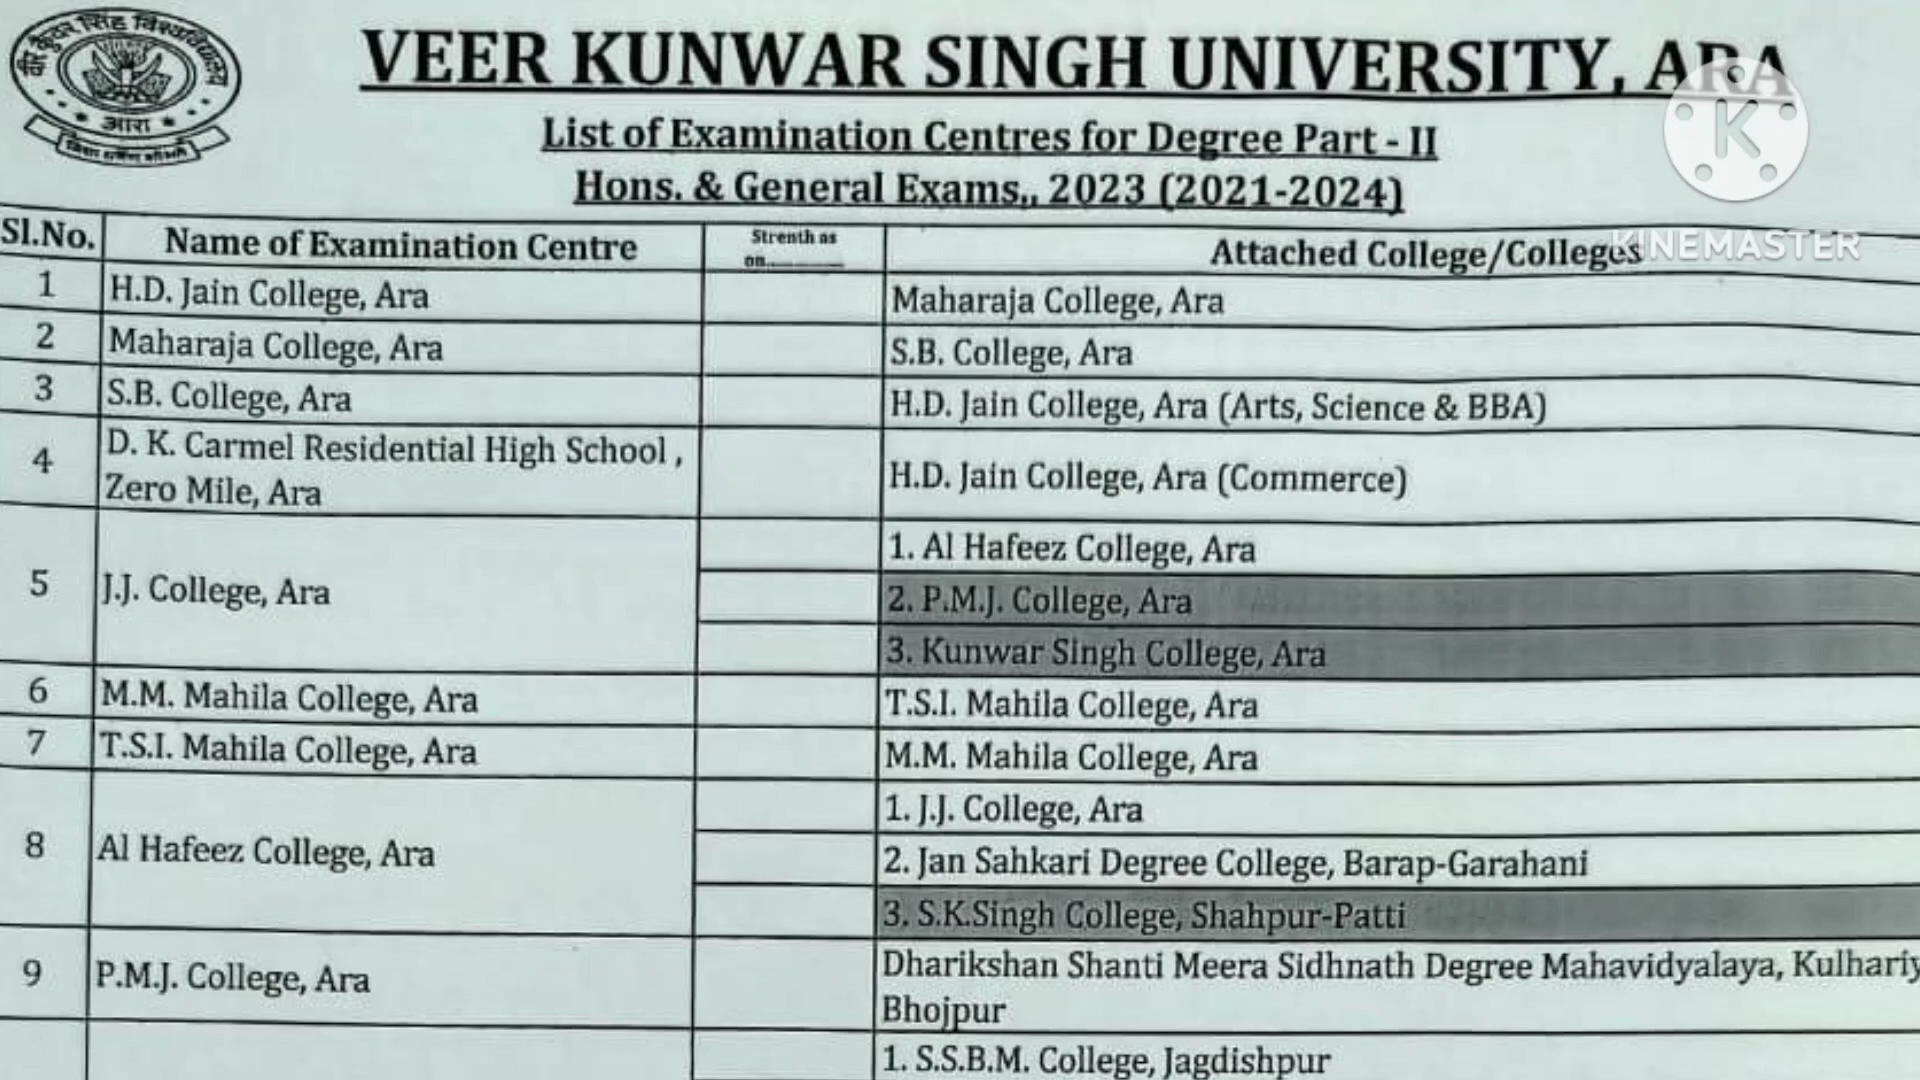 वीर कुँवर सिंह विश्वविद्यालय
* आरा *
VEER KUNWAR SINGH UNIVERSITY, ARA
List of Examination Centres for Degree Part - II
Hons. & General Exams,, 2023 (2021-2024)
K
KINEMASTER
Sl.No. Name of Examination Centre Strenth as on............ Attached College/Colleges
1 H.D. Jain College, Ara Maharaja College, Ara
2 Maharaja College, Ara S.B. College, Ara
3 S.B. College, Ara H.D. Jain College, Ara (Arts, Science & BBA)
4 D. K. Carmel Residential High School , Zero Mile, Ara H.D. Jain College, Ara (Commerce)
5 J.J. College, Ara 1. Al Hafeez College, Ara
2. P.M.J. College, Ara
3. Kunwar Singh College, Ara
6 M.M. Mahila College, Ara T.S.I. Mahila College, Ara
7 T.S.I. Mahila College, Ara M.M. Mahila College, Ara
8 Al Hafeez College, Ara 1. J.J. College, Ara
2. Jan Sahkari Degree College, Barap-Garahani
3. S.K.Singh College, Shahpur-Patti
9 P.M.J. College, Ara Dharikshan Shanti Meera Sidhnath Degree Mahavidyalaya, Kulhariy
Bhojpur
1. S.S.B.M. College, Jagdishpur